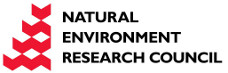 NATURAL
ENVIRONMENT
RESEARCH COUNCIL